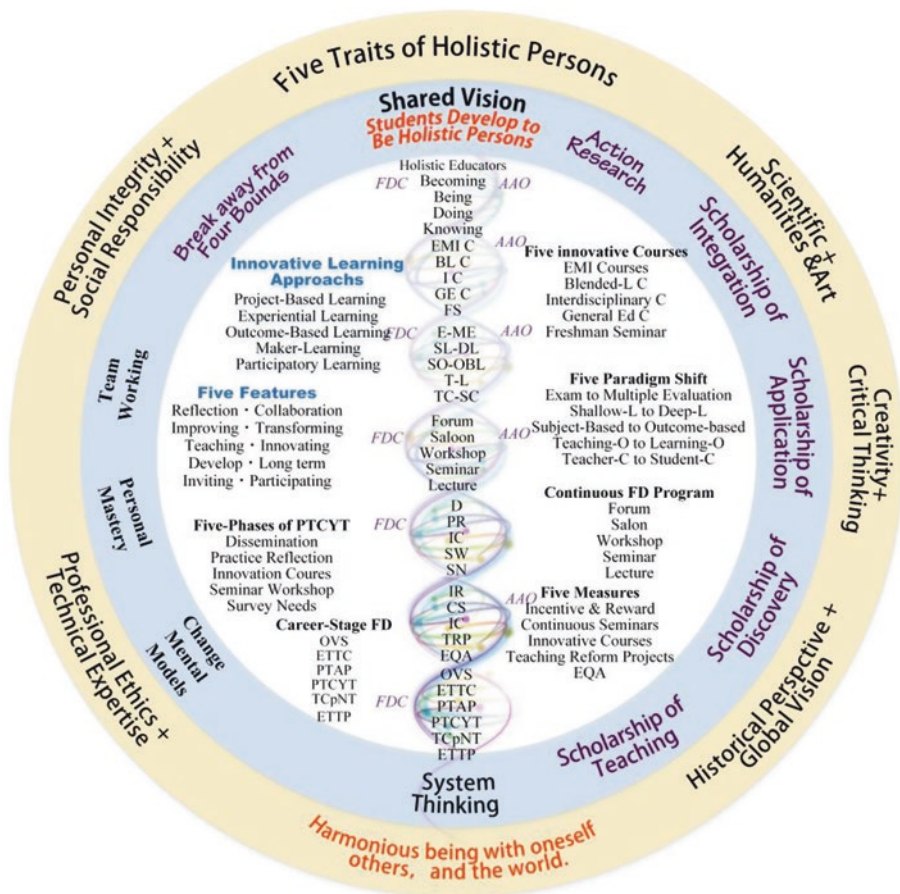 Five Traits of Holistic Persons
Personal Integrity +
Social Responsibility
Scientific +
Humanities &Art
Creativity+
Critical Thinking
Historical Perspctive +
Global Vision
Professional Ethics +
Technical Expertise
Harmonious being with oneself
others, and the world.
Shared Vision
Students Develop to
Be Holistic Persons
Break away from
Four Bounds
Action
Research
Scholarship of
Integration
Scholarship of
Application
Scholarship of
Discovery
Scholarship of
Teaching
System
Thinking
Team
Working
Personal
Mastery
Change
Mental
Models
Holistic Educators
FDC Becoming AAO
Being
Doing
Knowing
EMI C AAO
BL C
I C
GE C
FS
FDC E-ME AAO
SL-DL
SO-OBL
T-L
TC-SC
Forum
FDC Saloon AAO
Workshop
Seminar
Lecture
D
FDC PR
IC
SW
SN
IR AAO
CS
IC
TRP
EQA
OVS
ETTC
FDC PTAP
PTCYT
TCpNT
ETTP
Innovative Learning
Approachs
Project-Based Learning
Experiential Learning
Outcome-Based Learning
Maker-Learning
Participatory Learning
Five Features
Reflection · Collaboration
Improving · Transforming
Teaching · Innovating
Develop · Long term
Inviting · Participating
Five-Phases of PTCYT
Dissemination
Practice Reflection
Innovation Coures
Seminar Workshop
Survey Needs
Career-Stage FD
OVS
ETTC
PTAP
PTCYT
TCpNT
ETTP
Five innovative Courses
EMI Courses
Blended-L C
Interdisciplinary C
General Ed C
Freshman Seminar
Five Paradigm Shift
Exam to Multiple Evaluation
Shallow-L to Deep-L
Subject-Based to Outcome-based
Teaching-O to Learning-O
Teacher-C to Student-C
Continuous FD Program
Forum
Salon
Workshop
Seminar
Lecture
Five Measures
Incentive & Reward
Continuous Seminars
Innovative Courses
Teaching Reform Projects
EQA